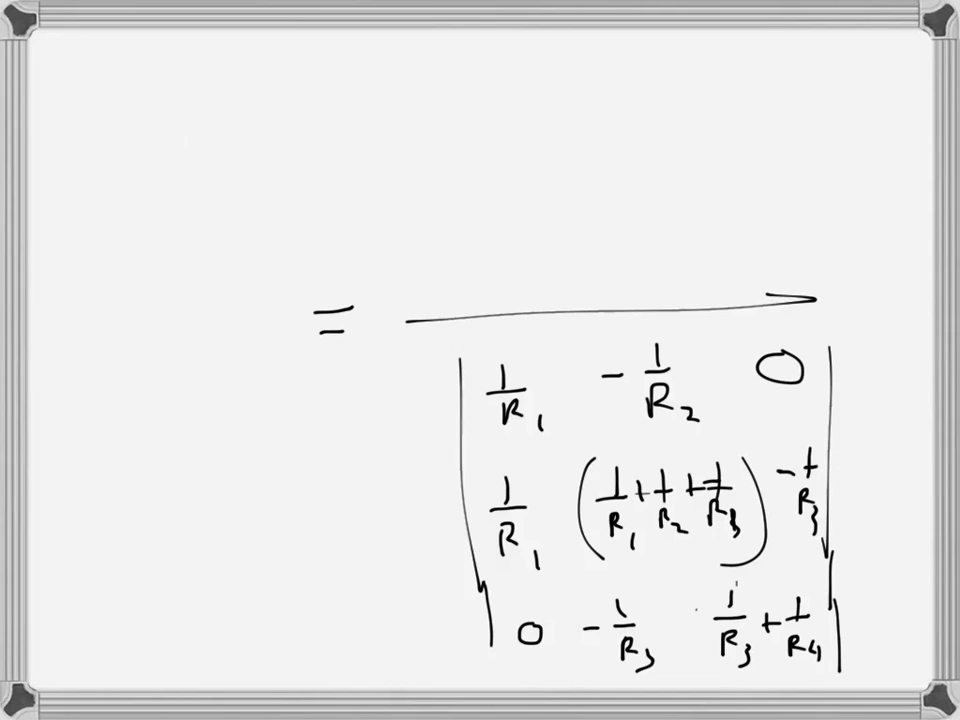 =
| 1/R₁ - 1/R₂ 0 |
| 1/R₁ (1/R₁ + 1/R₂ + 1/R₃) - 1/R₃ |
| 0 - 1/R₃ 1/R₃ + 1/R₄ |